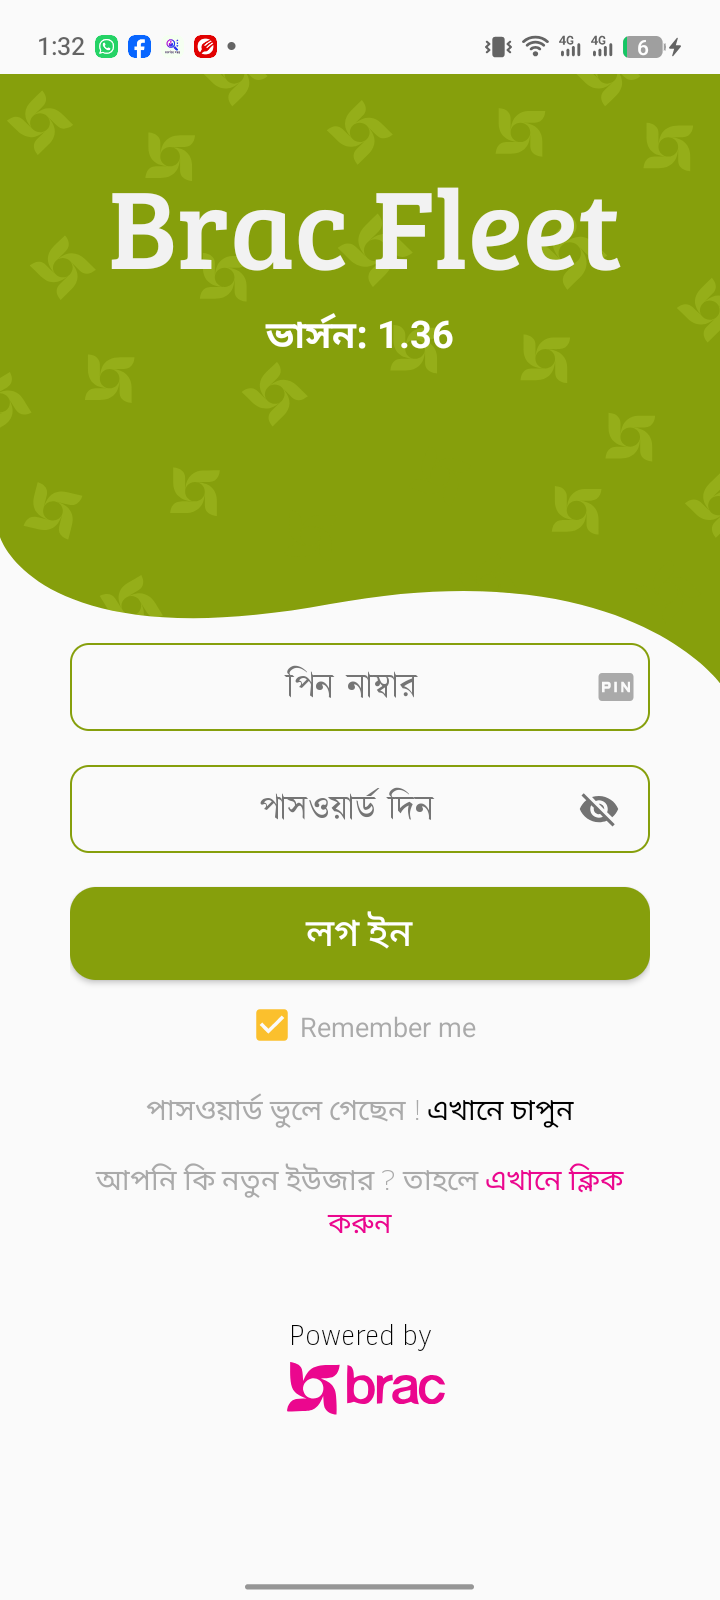 1:32
4G 4G 6
Brac Fleet
ভার্সন: 1.36
পিন নাম্বার PIN
পাসওয়ার্ড দিন
লগ ইন
Remember me
পাসওয়ার্ড ভুলে গেছেন ! এখানে চাপুন
আপনি কি নতুন ইউজার ? তাহলে এখানে ক্লিক
করুন
Powered by
brac